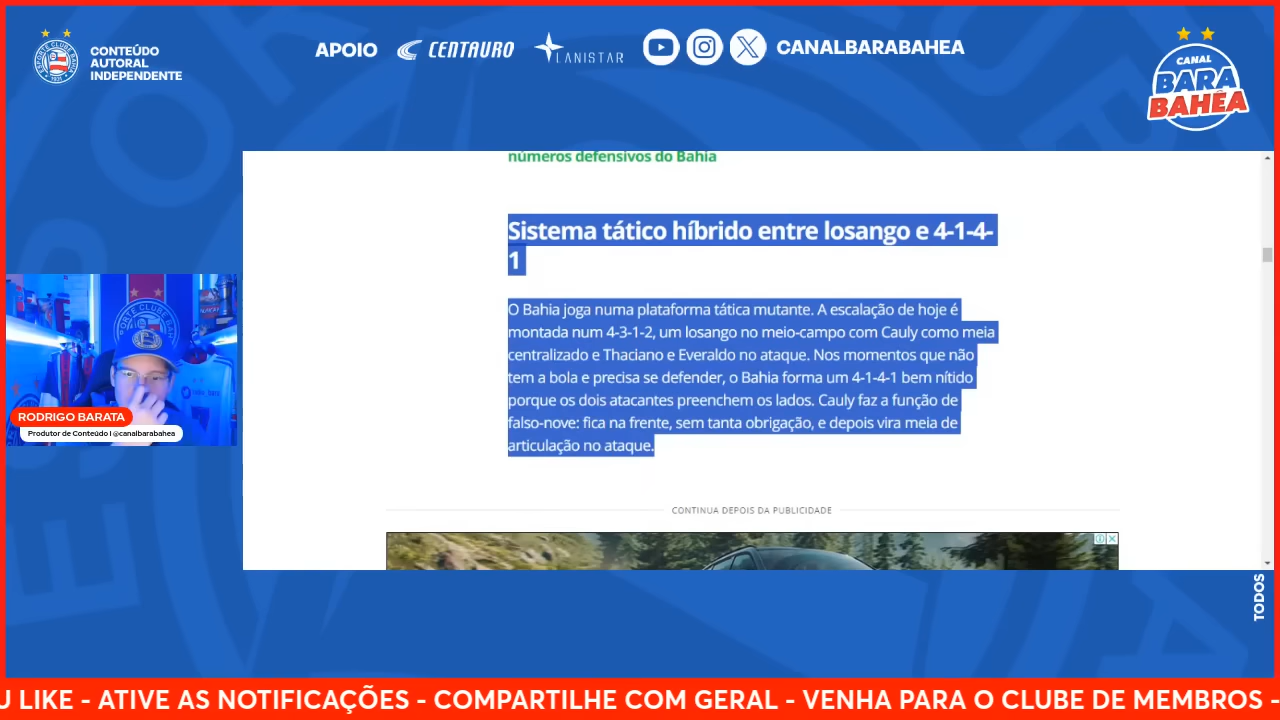 CONTEÚDO
AUTORAL
INDEPENDENTE
APOIO
CENTAURO
LANISTAR
CANALBARABAHEA
CANAL
BARA
BAHÊA
números defensivos do Bahia
Sistema tático híbrido entre losango e 4-1-4-
1
O Bahia joga numa plataforma tática mutante. A escalação de hoje é
montada num 4-3-1-2, um losango no meio-campo com Cauly como meia
centralizado e Thaciano e Everaldo no ataque. Nos momentos que não
tem a bola e precisa se defender, o Bahia forma um 4-1-4-1 bem nítido
porque os dois atacantes preenchem os lados. Cauly faz a função de
falso-nove: fica na frente, sem tanta obrigação, e depois vira meia de
articulação no ataque.
CONTINUA DEPOIS DA PUBLICIDADE
RODRIGO BARATA
Produtor de Conteúdo | @canalbarabahea
TODOS
U LIKE - ATIVE AS NOTIFICAÇÕES - COMPARTILHE COM GERAL - VENHA PARA O CLUBE DE MEMBROS -